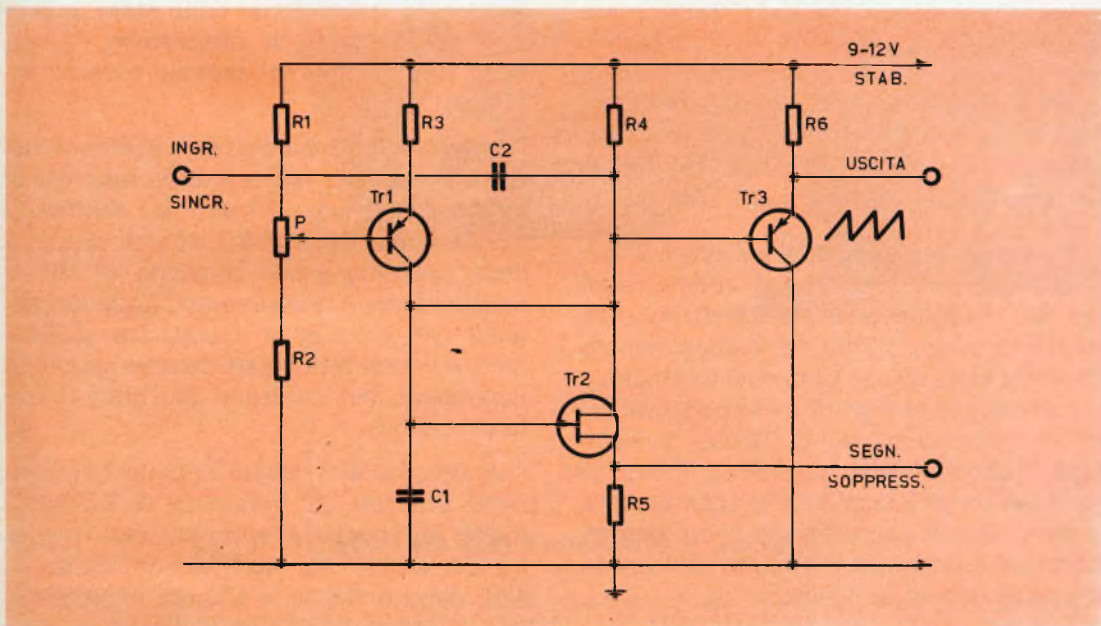 9-12V
STAB.
R1
R3
R4
R6
INGR.
C2
USCITA
SINCR.
Tr1
Tr3
P
R2
Tr2
SEGN.
SOPPRESS.
C1
R5